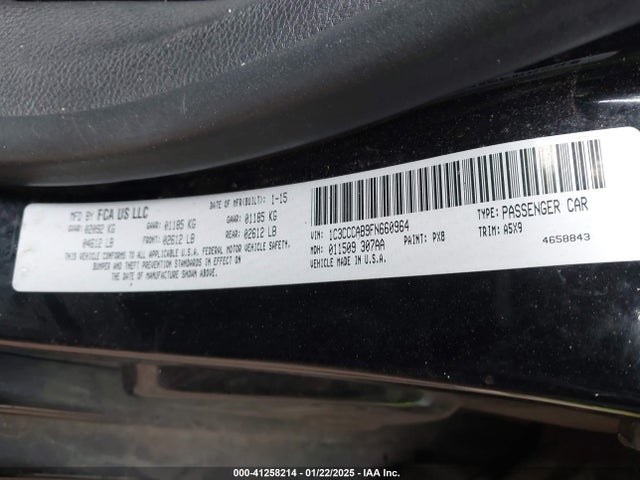 MFD BY FCA US LLC DATE OF MFR(BUILT): 1-15
GVWR: 02092 KG GAWR: 01185 KG GAWR: 01185 KG
04612 LB FRONT: 02612 LB REAR: 02612 LB
THIS VEHICLE CONFORMS TO ALL APPLICABLE U.S.A. FEDERAL MOTOR VEHICLE SAFETY,
BUMPER AND THEFT PREVENTION STANDARDS IN EFFECT ON
THE DATE OF MANUFACTURE SHOWN ABOVE.
VIN: 1C3CCCAB9FN660964 TYPE: PASSENGER CAR
MDH: 011509 307AA PAINT: PX8 TRIM: A5X9
VEHICLE MADE IN U.S.A. 4658843
000-41258214 - 01/22/2025 - IAA Inc.